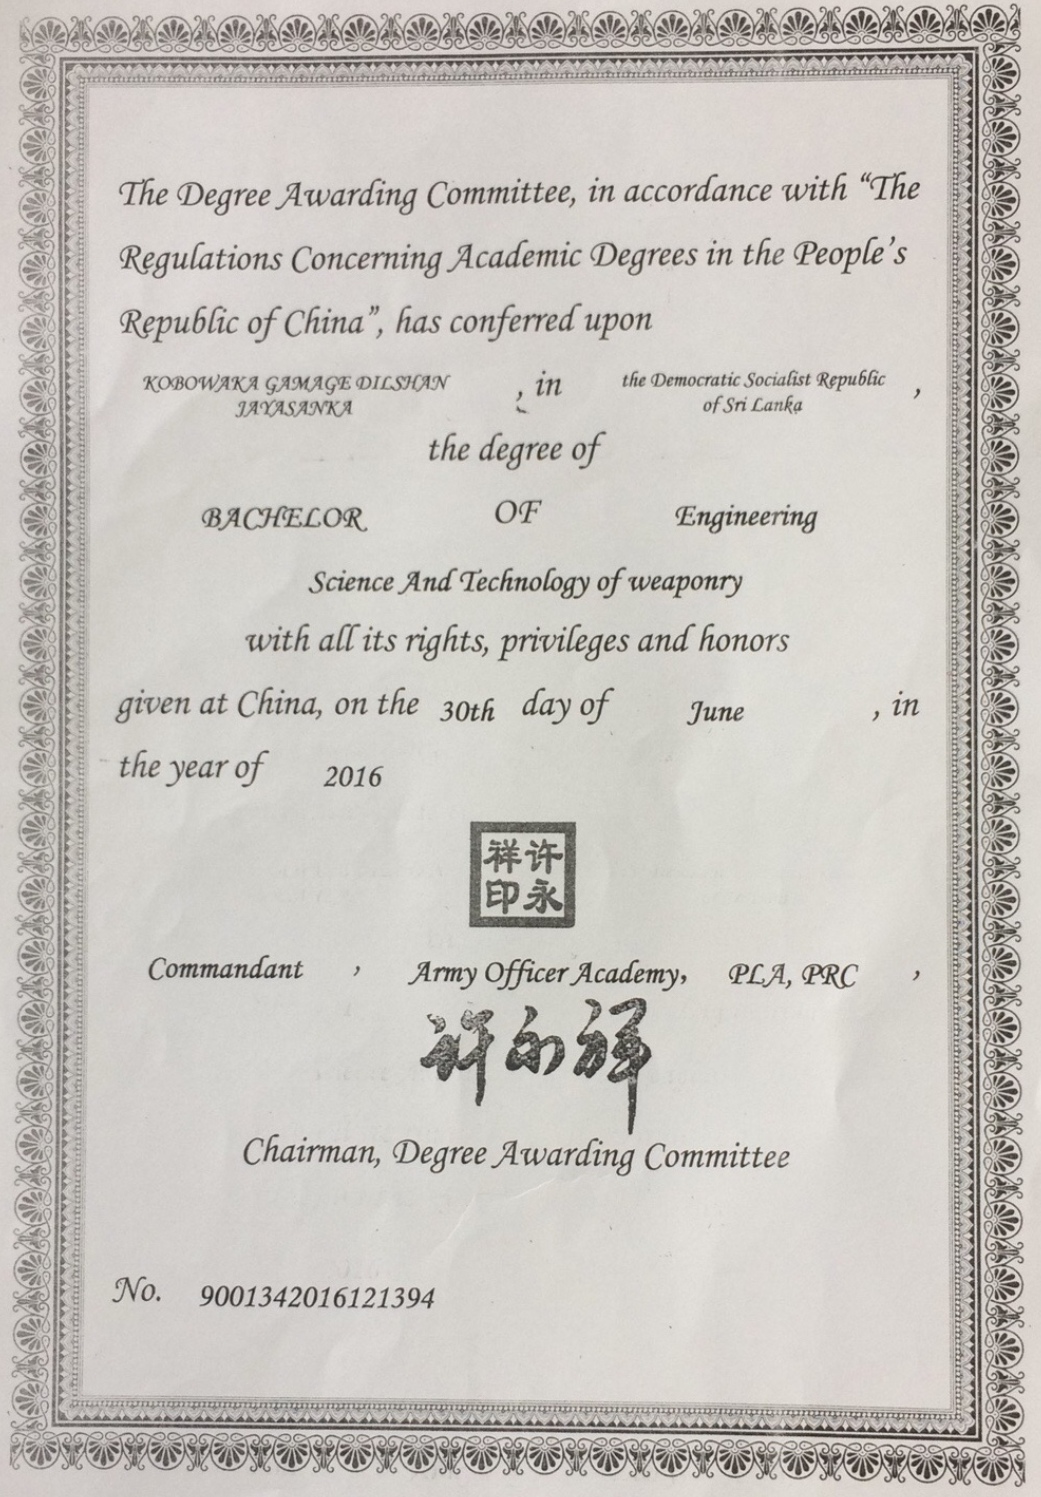 The Degree Awarding Committee, in accordance with “The
Regulations Concerning Academic Degrees in the People’s
Republic of China”, has conferred upon
KOBOWAKA GAMAGE DILSHAN
JAYASANKA
, in
the Democratic Socialist Republic
of Sri Lanka
,
the degree of
BACHELOR OF Engineering
Science And Technology of weaponry
with all its rights, privileges and honors
given at China, on the 30th day of June , in
the year of 2016
许永
祥印
Commandant , Army Officer Academy, PLA, PRC ,
许永祥
Chairman, Degree Awarding Committee
No. 9001342016121394